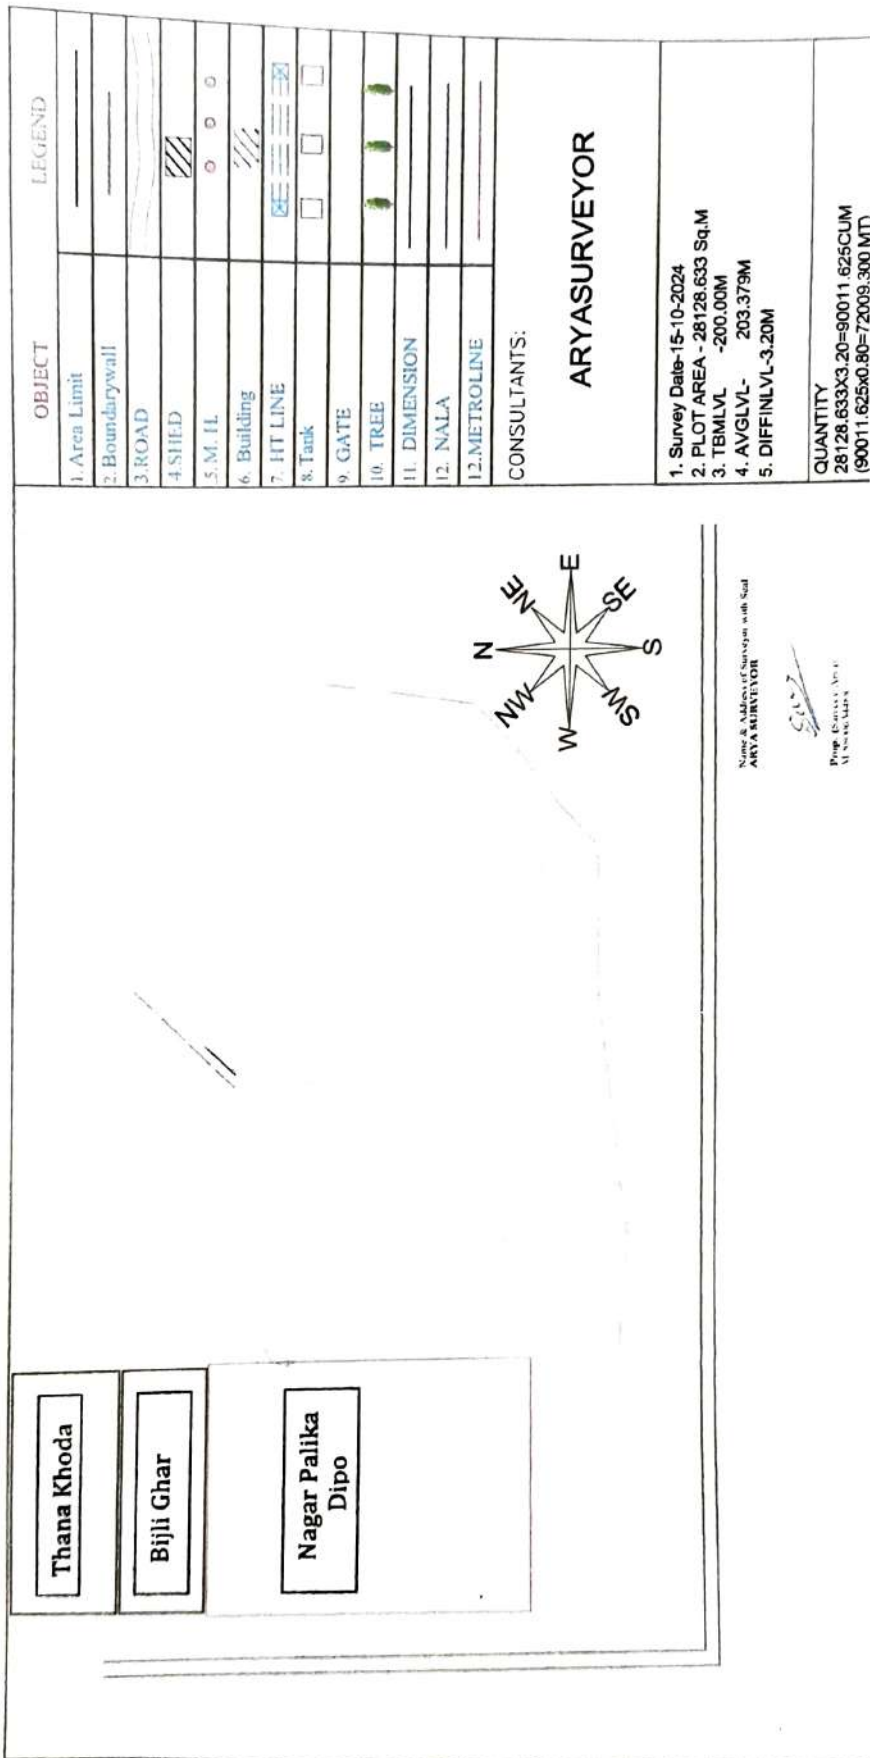 OBJECT LEGEND
1. Area Limit
2. Boundarywall
3.ROAD
4.SHED
5.M. H.
6. Building
7. HT LINE
8. Tank
9. GATE
10. TREE
11. DIMENSION
12. NALA
12.METROLINE
CONSULTANTS:
ARYASURVEYOR
1. Survey Date-15-10-2024
2. PLOT AREA - 28128.633 Sq.M
3. TBMLVL -200.00M
4. AVGLVL- 203.379M
5. DIFFINLVL-3.20M
QUANTITY
28128.633X3.20=90011.625CUM
(90011.625x0.80=72009.300 MT)
Thana Khoda
Bijli Ghar
Nagar Palika
Dipo
N
NE
E
SE
S
SW
W
NW
Name & Address of Surveyor with Seal
ARYA SURVEYOR
Prop.